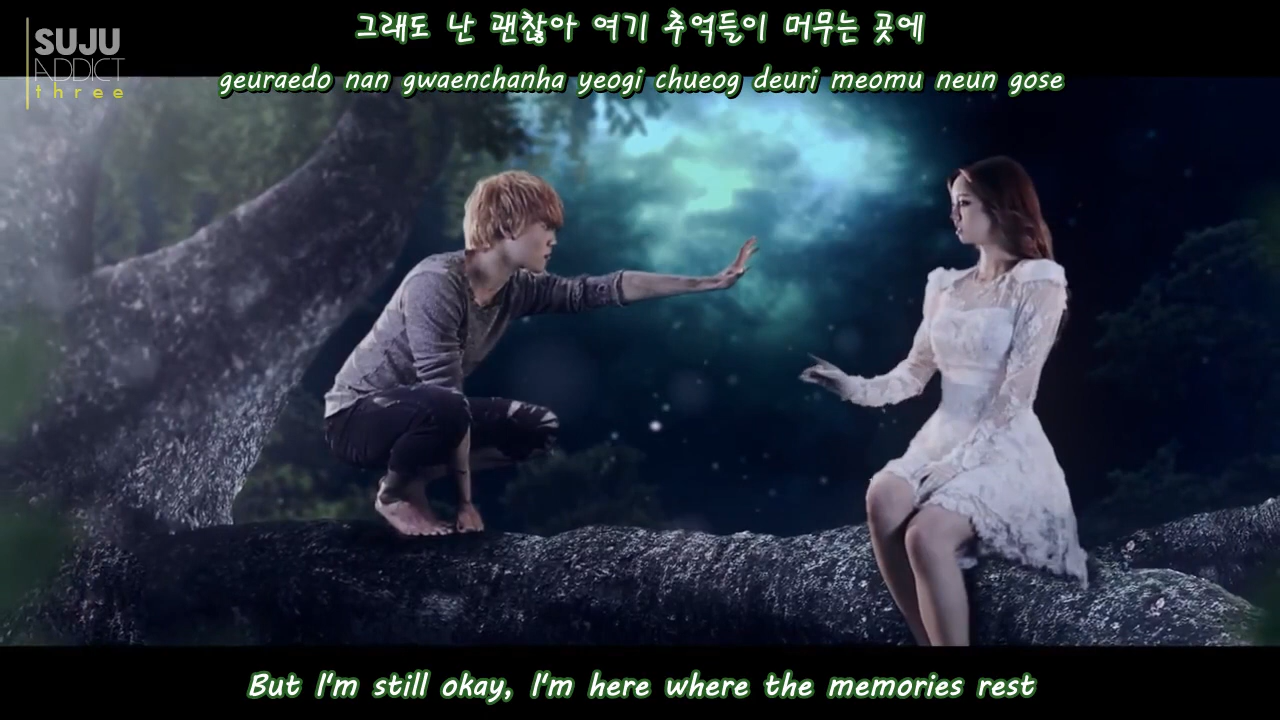 그래도 난 괜찮아 여기 추억들이 머무는 곳에
SUJU
ADDICT
three
geuraedo nan gwaenchanha yeogi chueog deuri meomu neun gose
But I'm still okay, I'm here where the memories rest